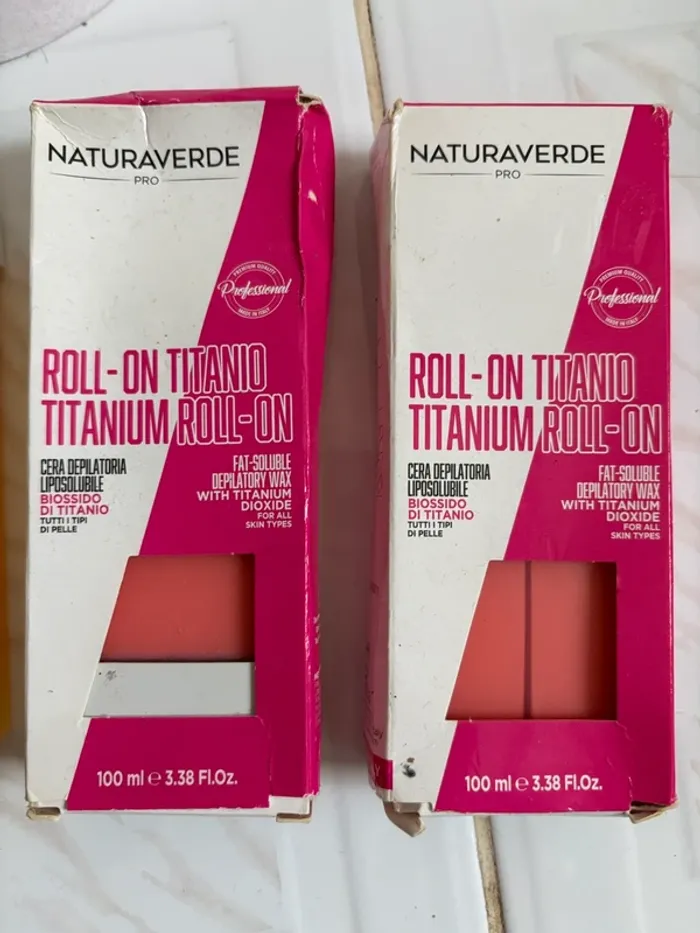 NATURAVERDE
PRO
PREMIUM QUALITY
Professional
MADE IN ITALY
ROLL-ON TITANIO
TITANIUM ROLL-ON
CERA DEPILATORIA
LIPOSOLUBILE
BIOSSIDO
DI TITANIO
TUTTI I TIPI
DI PELLE
FAT-SOLUBLE
DEPILATORY WAX
WITH TITANIUM
DIOXIDE
FOR ALL
SKIN TYPES
100 ml e 3.38 Fl.Oz.
NATURAVERDE
PRO
PREMIUM QUALITY
Professional
MADE IN ITALY
ROLL-ON TITANIO
TITANIUM ROLL-ON
CERA DEPILATORIA
LIPOSOLUBILE
BIOSSIDO
DI TITANIO
TUTTI I TIPI
DI PELLE
FAT-SOLUBLE
DEPILATORY WAX
WITH TITANIUM
DIOXIDE
FOR ALL
SKIN TYPES
100 ml e 3.38 Fl.Oz.